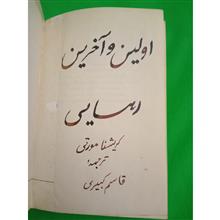 اولین و آخرین
رهایی
کریشنا مورتی
ترجمهٔ
قاسم کبیری